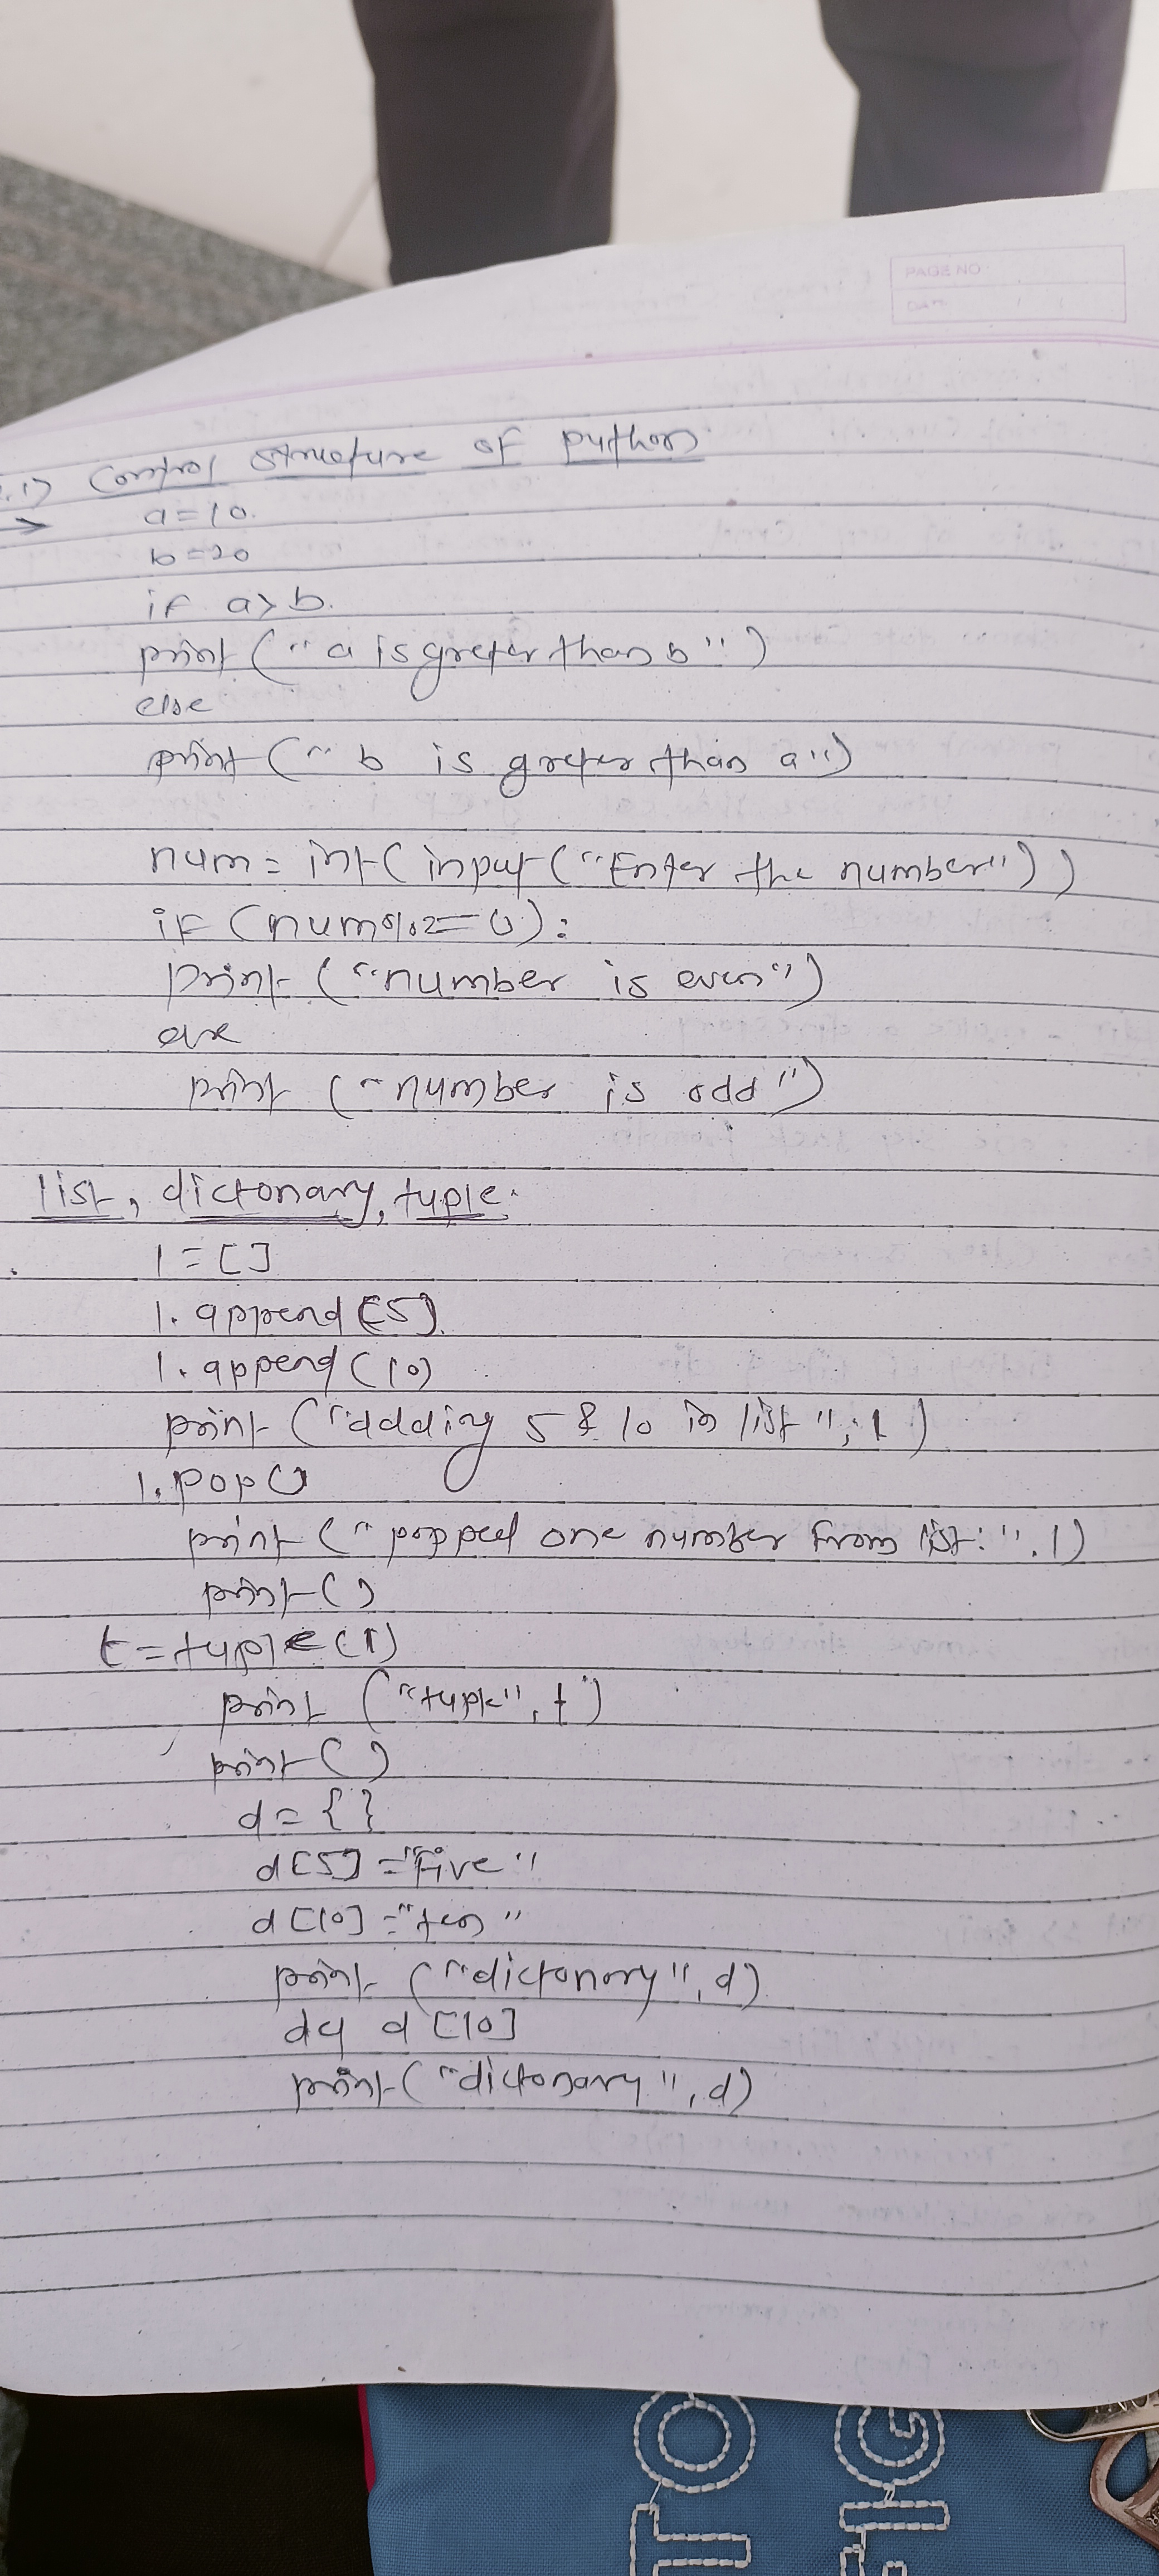 PAGE NO
DATE
.1) Control structure of python
→ a=10.
b=20
if a>b.
print ("a is greter than b")
else
print (" b is greter than a")
num = int (input ("Enter the number"))
if (num%2==0):
print ("number is even")
else
print ("number is odd")
list, dictonary, tuple.
l = []
l. append (5)
l. append (10)
print ("adding 5 & 10 in list", l)
l. pop()
print (" popped one number from list:", l)
print ()
t = tuple (l)
print ("tuple", t)
print ()
d = { }
d[5] = "five"
d[10] = "ten"
print ("dictonory", d)
del d [10]
print ("dictonary", d)
TO
HG